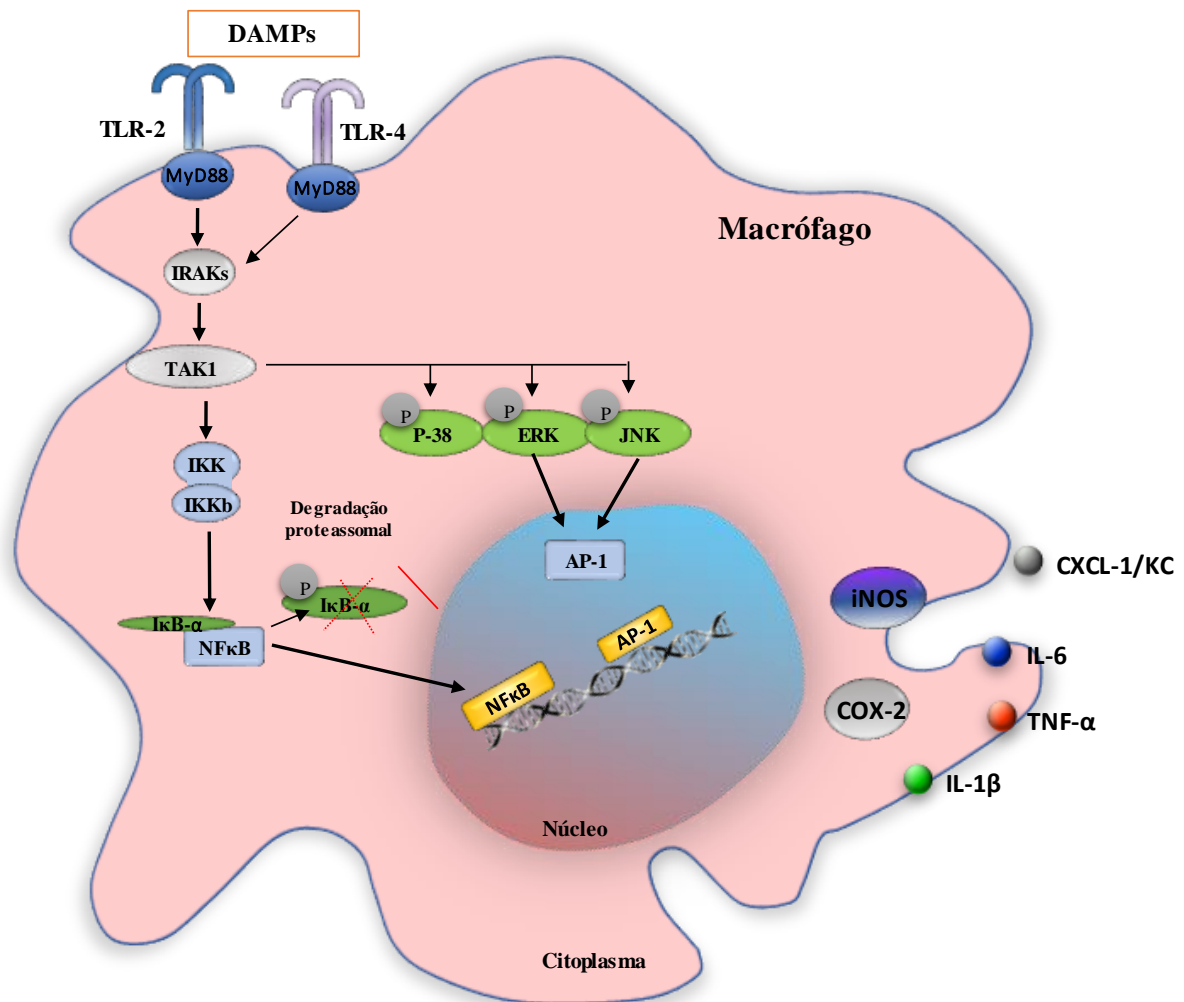 DAMPs
TLR-2
TLR-4
MyD88
MyD88
Macrófago
IRAKs
TAK1
P
P
P
P-38
ERK
JNK
IKK
IKKb
Degradação
proteassomal
AP-1
P
IκB-α
IκB-α
NFκB
AP-1
NFκB
iNOS
CXCL-1/KC
IL-6
COX-2
TNF-α
IL-1β
Núcleo
Citoplasma